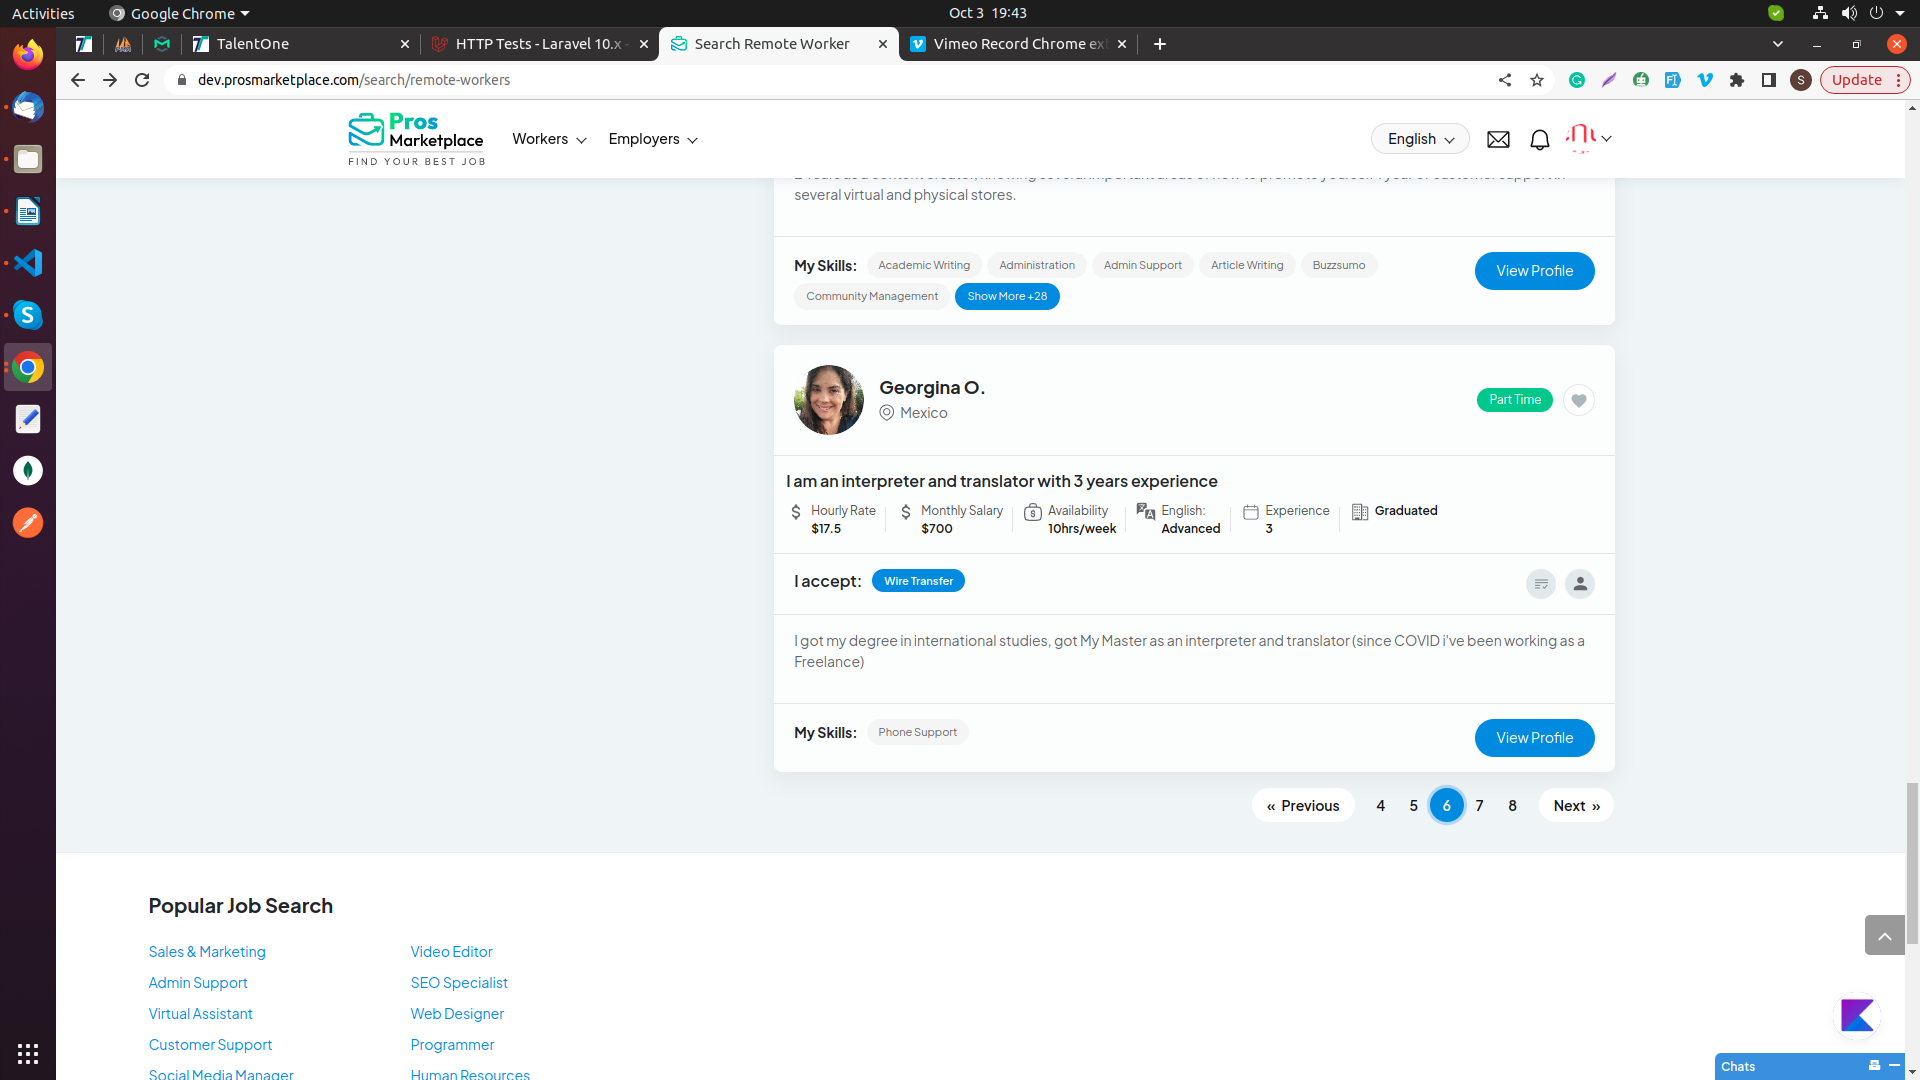 Activities
Google Chrome
Oct 3 19:43
TalentOne
HTTP Tests - Laravel 10.x -
Search Remote Worker
Vimeo Record Chrome ex
dev.prosmarketplace.com/search/remote-workers
S
Update
Pros
Marketplace
FIND YOUR BEST JOB
Workers
Employers
English
several virtual and physical stores.
My Skills:
Academic Writing
Administration
Admin Support
Article Writing
Buzzsumo
Community Management
Show More +28
View Profile
Georgina O.
Mexico
Part Time
I am an interpreter and translator with 3 years experience
Hourly Rate
$17.5
Monthly Salary
$700
Availability
10hrs/week
English:
Advanced
Experience
3
Graduated
I accept:
Wire Transfer
I got my degree in international studies, got My Master as an interpreter and translator (since COVID i've been working as a
Freelance)
My Skills:
Phone Support
View Profile
« Previous
4
5
6
7
8
Next »
Popular Job Search
Sales & Marketing
Video Editor
Admin Support
SEO Specialist
Virtual Assistant
Web Designer
Customer Support
Programmer
Social Media Manager
Human Resources
Chats